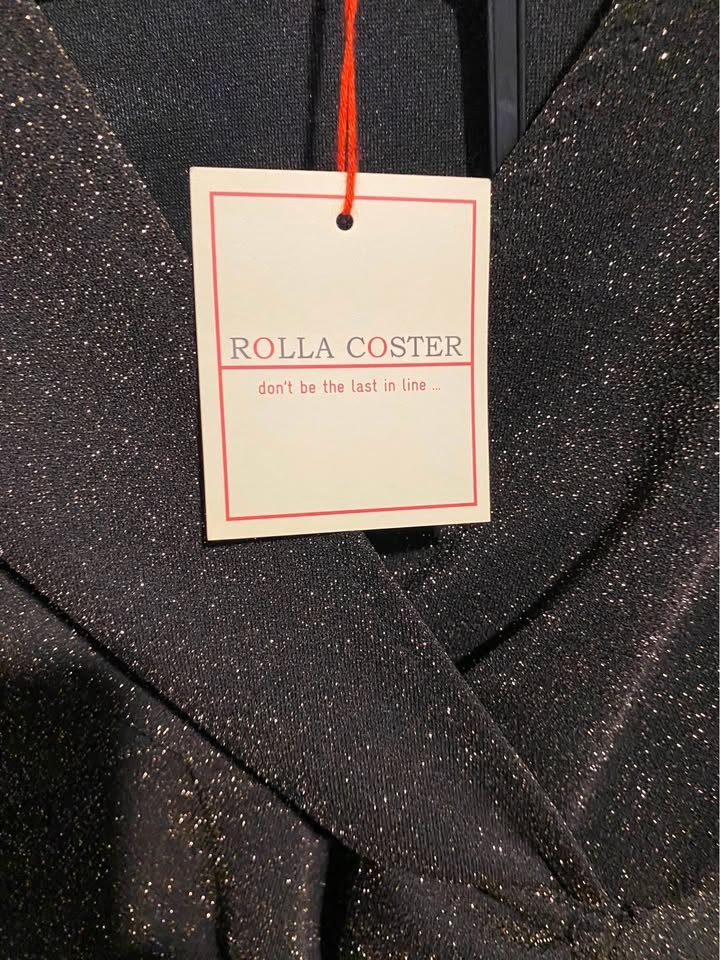 ROLLA COSTER
don't be the last in line ...